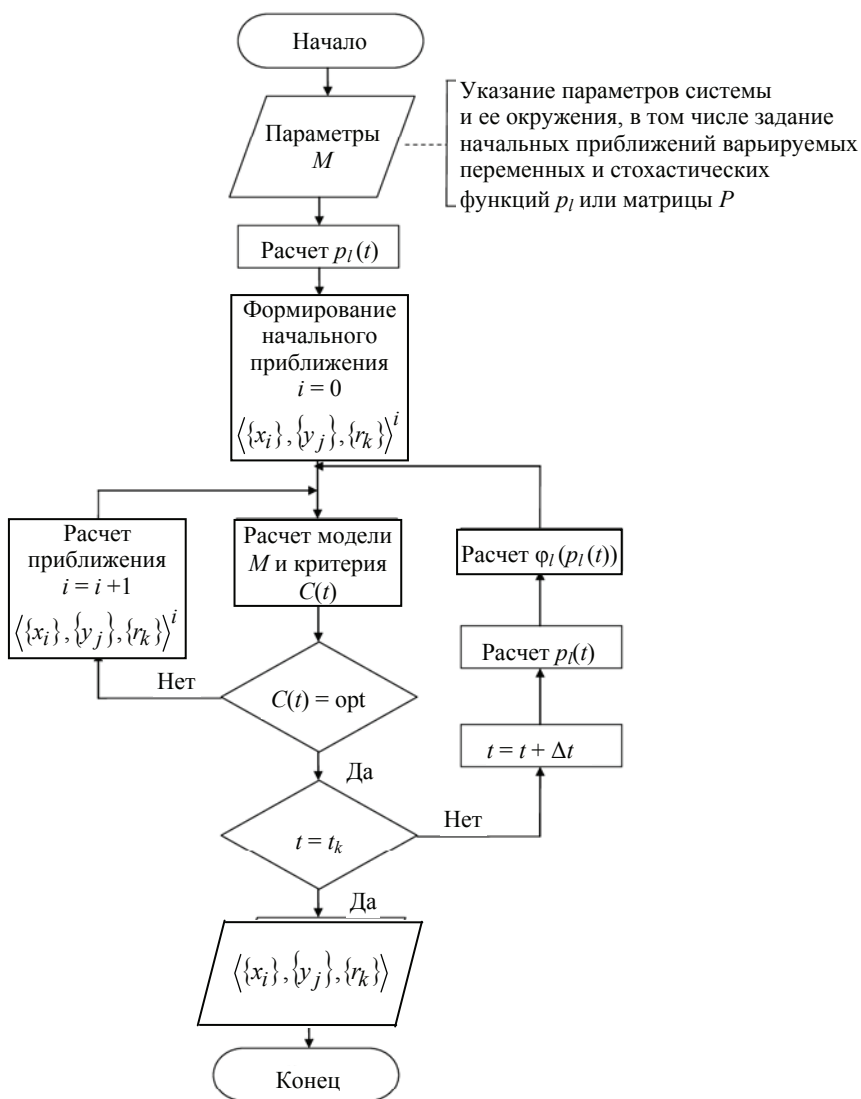 Начало
Параметры
M
Указание параметров системы
и ее окружения, в том числе задание
начальных приближений варьируемых
переменных и стохастических
функций p_l или матрицы P
Расчет p_l(t)
Формирование
начального
приближения
i = 0
⟨{x_i},{y_j},{r_k}⟩^i
Расчет
приближения
i = i +1
⟨{x_i},{y_j},{r_k}⟩^i
Расчет модели
M и критерия
C(t)
Расчет φ_l(p_l(t))
Расчет p_l(t)
t = t + Δt
Нет
C(t) = opt
Да
t = t_k
Нет
Да
⟨{x_i},{y_j},{r_k}⟩
Конец